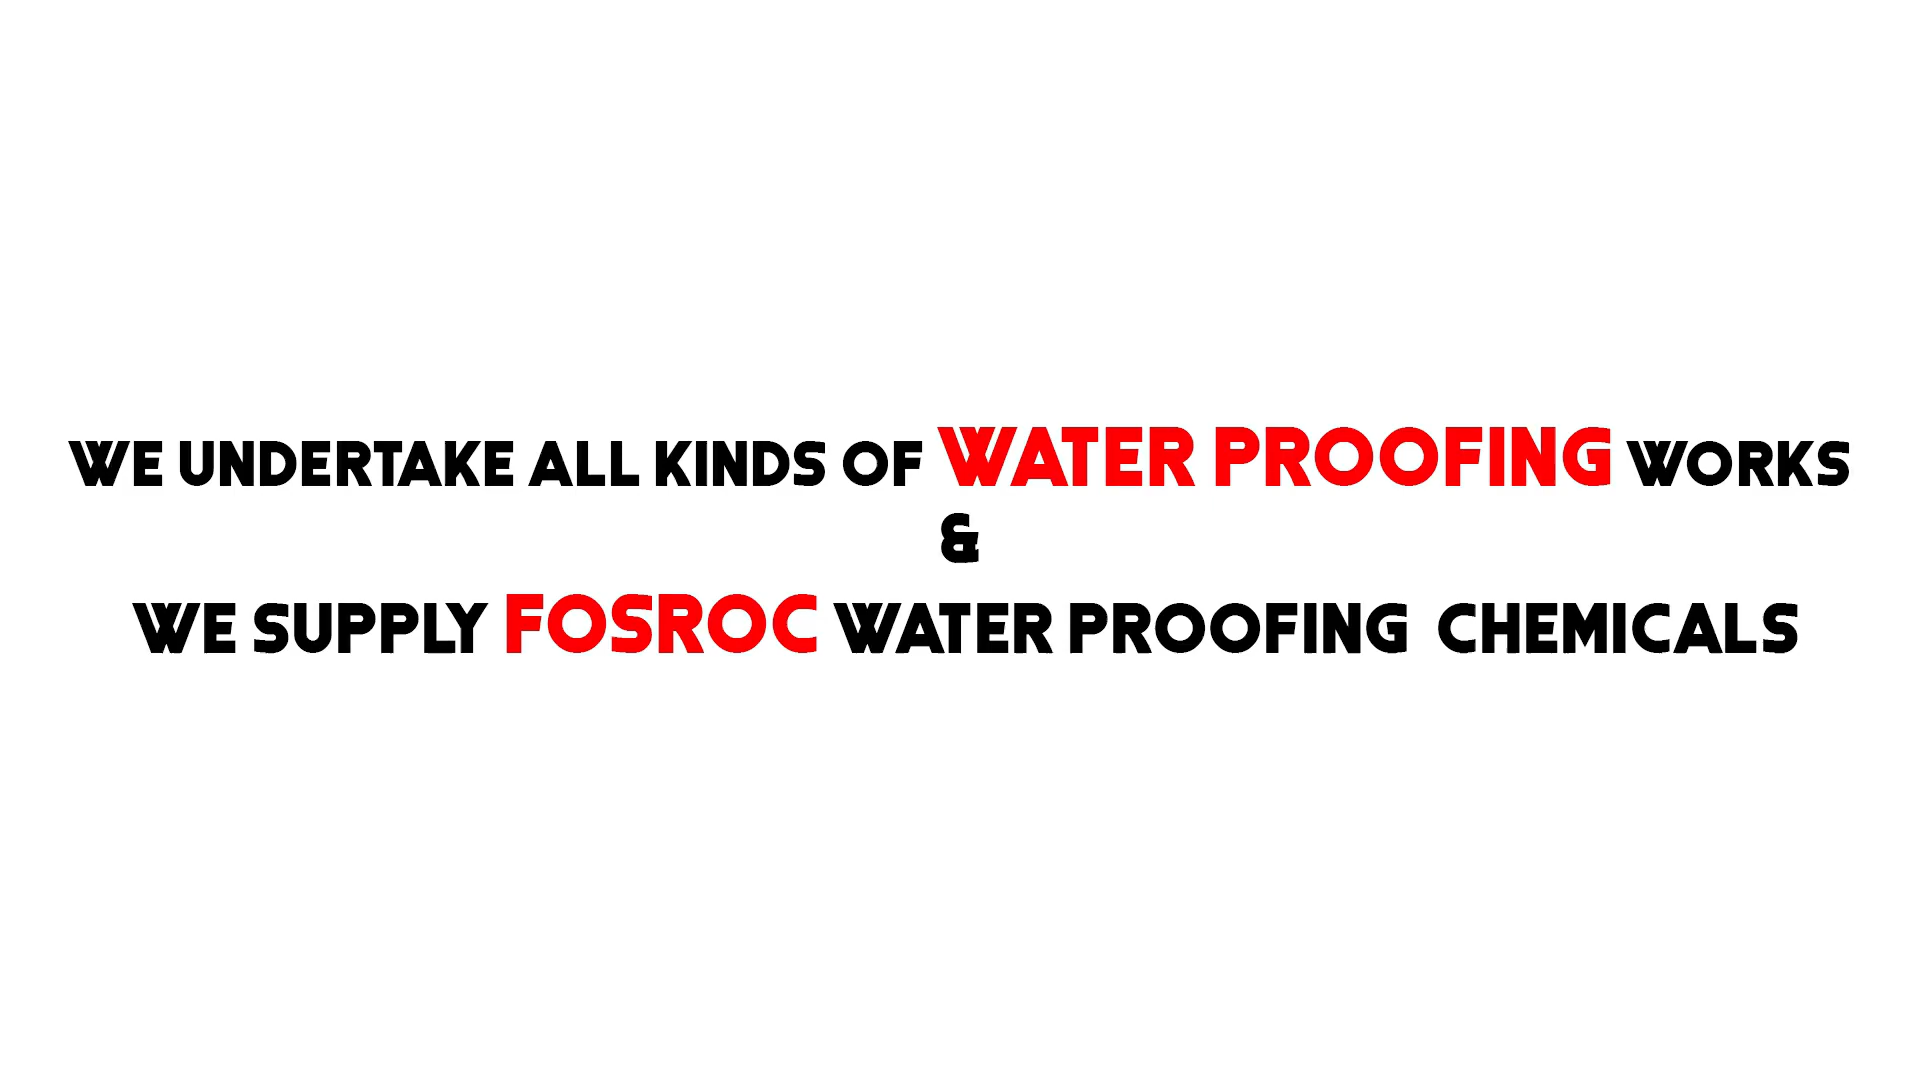 WE UNDERTAKE ALL KINDS OF WATER PROOFING WORKS
&
WE SUPPLY FOSROC WATER PROOFING CHEMICALS